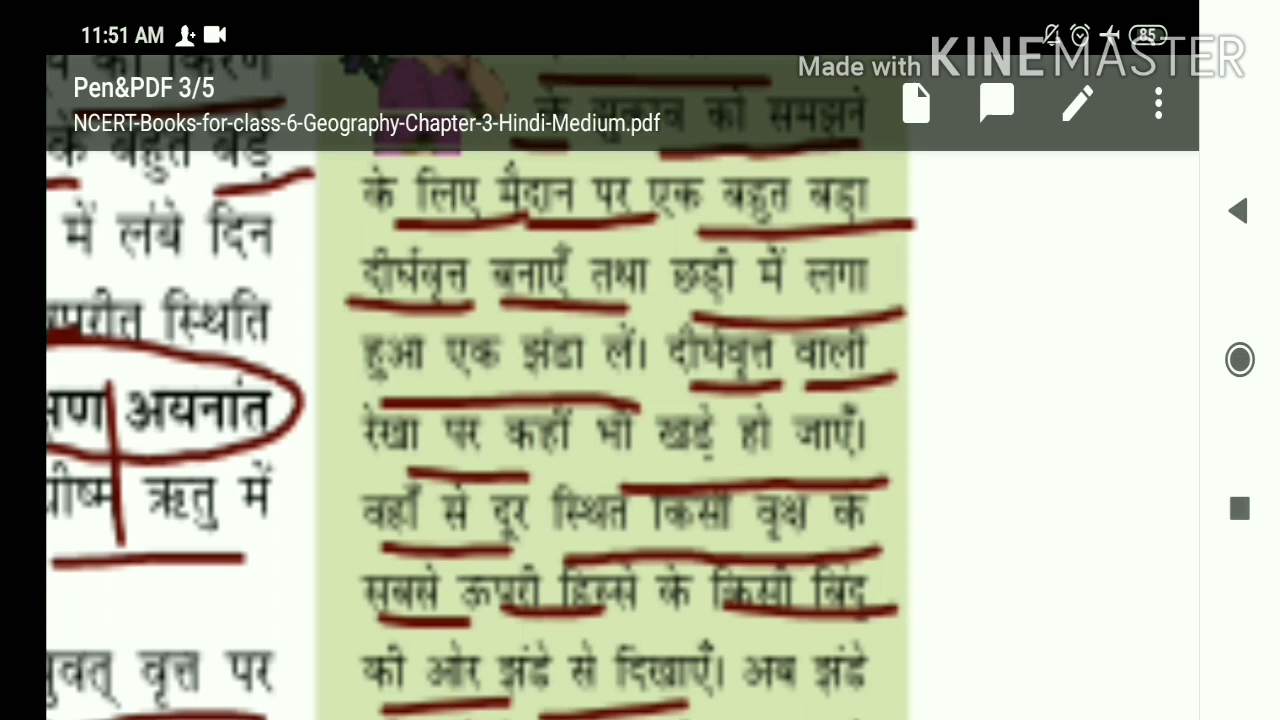 11:51 AM
85
Made with KINEMASTER
Pen&PDF 3/5
NCERT-Books-for-class-6-Geography-Chapter-3-Hindi-Medium.pdf
के बहुत बड़े
में लंबे दिन
स्थिति
अयनांत
ऋतु में
वृत्त पर
के झुकाव को समझने
के लिए मैदान पर एक बहुत बड़ा
दीर्घवृत्त बनाएँ तथा छड़ी में लगा
हुआ एक झंडा लें। दीर्घवृत्त वाली
रेखा पर कहीं भी खड़े हो जाएँ।
वहाँ से दूर स्थित किसी वृक्ष के
सबसे ऊपरी हिस्से के किसी बिंदु
की ओर झंडे से दिखाएँ। अब झंडे